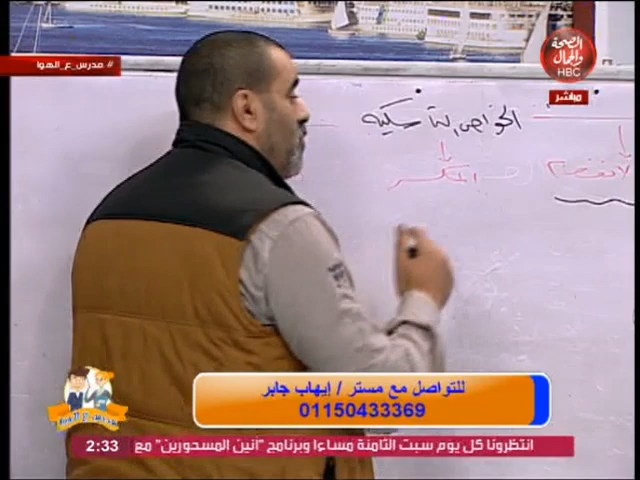 #مدرس_ع_الهوا
الصحة
والجمال
HBC
مباشر
الخواص التماسكية
للتواصل مع مستر / إيهاب جابر
01150433369
2:33
انتظرونا كل يوم سبت الثامنة مساءا وبرنامج "أنين المسحورين" مع